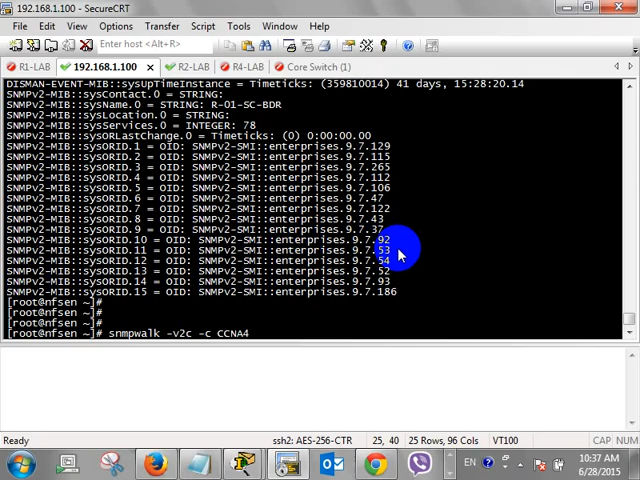 192.168.1.100 - SecureCRT
File Edit View Options Transfer Script Tools Window Help
Enter host <Alt+R>
R1-LAB 192.168.1.100 R2-LAB R4-LAB Core Switch (1)
DISMAN-EVENT-MIB::sysUpTimeInstance = Timeticks: (359810014) 41 days, 15:28:20.14
SNMPv2-MIB::sysContact.0 = STRING:
SNMPv2-MIB::sysName.0 = STRING: R-01-SC-BDR
SNMPv2-MIB::sysLocation.0 = STRING:
SNMPv2-MIB::sysServices.0 = INTEGER: 78
SNMPv2-MIB::sysORLastChange.0 = Timeticks: (0) 0:00:00.00
SNMPv2-MIB::sysORID.1 = OID: SNMPv2-SMI::enterprises.9.7.129
SNMPv2-MIB::sysORID.2 = OID: SNMPv2-SMI::enterprises.9.7.115
SNMPv2-MIB::sysORID.3 = OID: SNMPv2-SMI::enterprises.9.7.265
SNMPv2-MIB::sysORID.4 = OID: SNMPv2-SMI::enterprises.9.7.112
SNMPv2-MIB::sysORID.5 = OID: SNMPv2-SMI::enterprises.9.7.106
SNMPv2-MIB::sysORID.6 = OID: SNMPv2-SMI::enterprises.9.7.47
SNMPv2-MIB::sysORID.7 = OID: SNMPv2-SMI::enterprises.9.7.122
SNMPv2-MIB::sysORID.8 = OID: SNMPv2-SMI::enterprises.9.7.43
SNMPv2-MIB::sysORID.9 = OID: SNMPv2-SMI::enterprises.9.7.37
SNMPv2-MIB::sysORID.10 = OID: SNMPv2-SMI::enterprises.9.7.92
SNMPv2-MIB::sysORID.11 = OID: SNMPv2-SMI::enterprises.9.7.53
SNMPv2-MIB::sysORID.12 = OID: SNMPv2-SMI::enterprises.9.7.54
SNMPv2-MIB::sysORID.13 = OID: SNMPv2-SMI::enterprises.9.7.52
SNMPv2-MIB::sysORID.14 = OID: SNMPv2-SMI::enterprises.9.7.93
SNMPv2-MIB::sysORID.15 = OID: SNMPv2-SMI::enterprises.9.7.186
[root@nfsen ~]#
[root@nfsen ~]#
[root@nfsen ~]#
[root@nfsen ~]# snmpwalk -v2c -c CCNA4
Ready ssh2: AES-256-CTR 25, 40 25 Rows, 96 Cols VT100 CAP NUM
EN 10:37 AM
6/28/2015